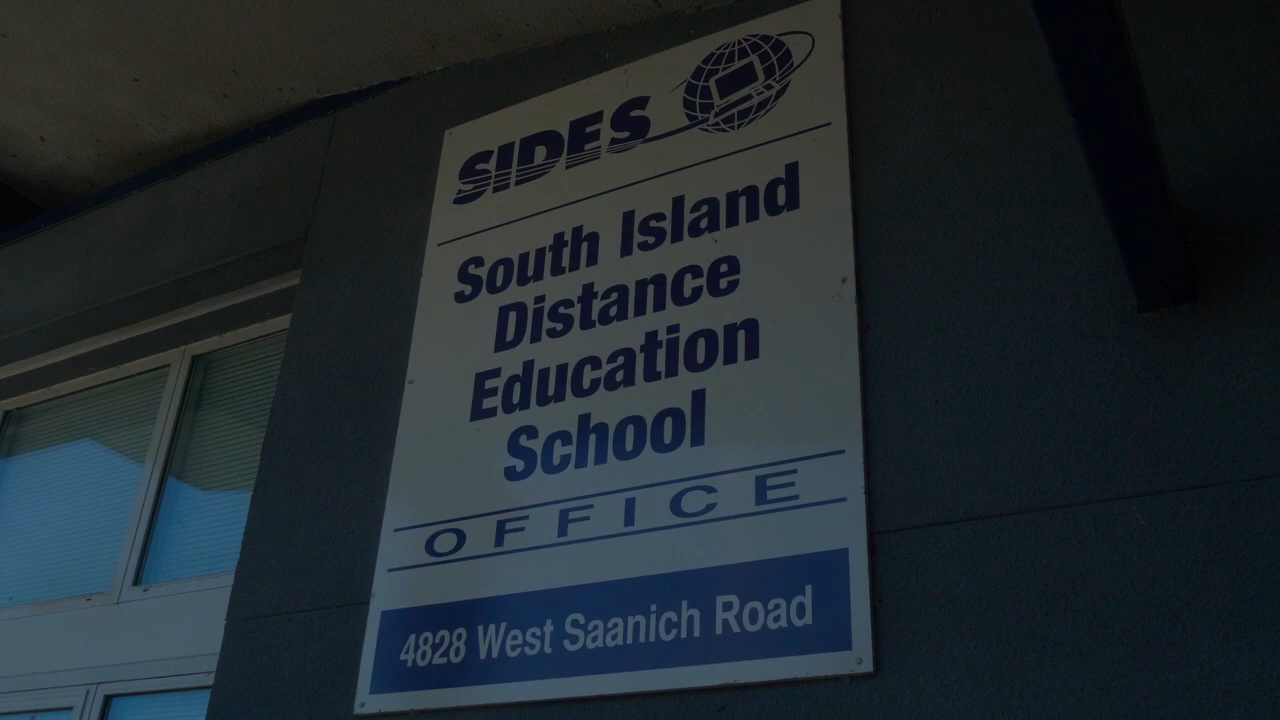 SIDES
South Island
Distance
Education
School
OFFICE
4828 West Saanich Road